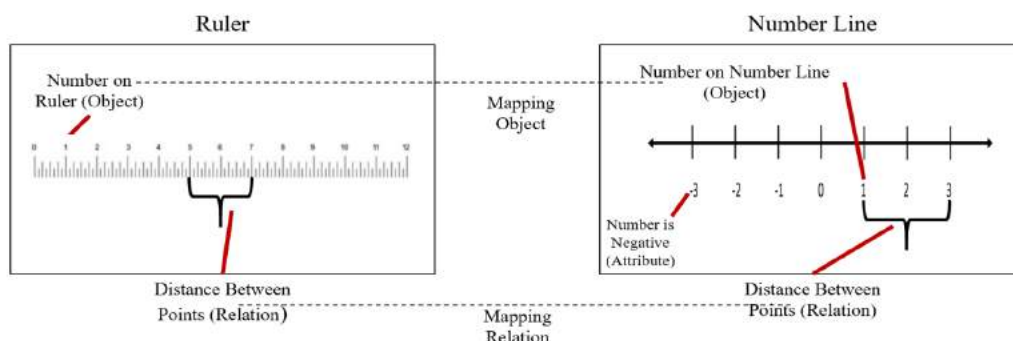 Ruler
Number Line
Number on
Ruler (Object)
Mapping
Object
Number on Number Line
(Object)
0 1 2 3 4 5 6 7 8 9 10 11 12
-3 -2 -1 0 1 2 3
Number is
Negative
(Attribute)
Distance Between
Points (Relation)
Mapping
Relation
Distance Between
Points (Relation)